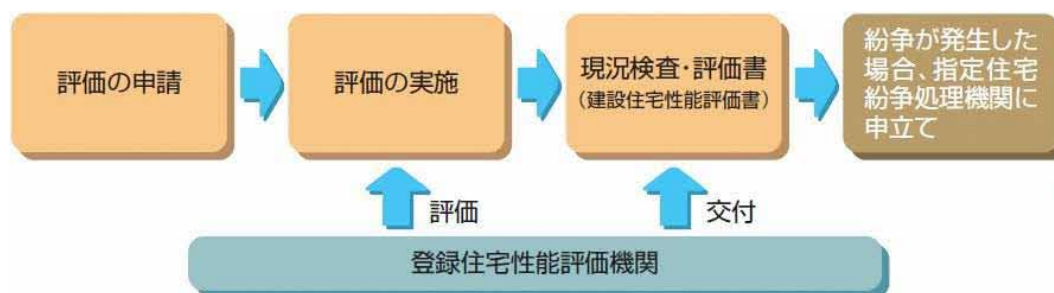 評価の申請
評価の実施
現況検査・評価書
（建設住宅性能評価書）
紛争が発生した
場合、指定住宅
紛争処理機関に
申立て
評価
交付
登録住宅性能評価機関